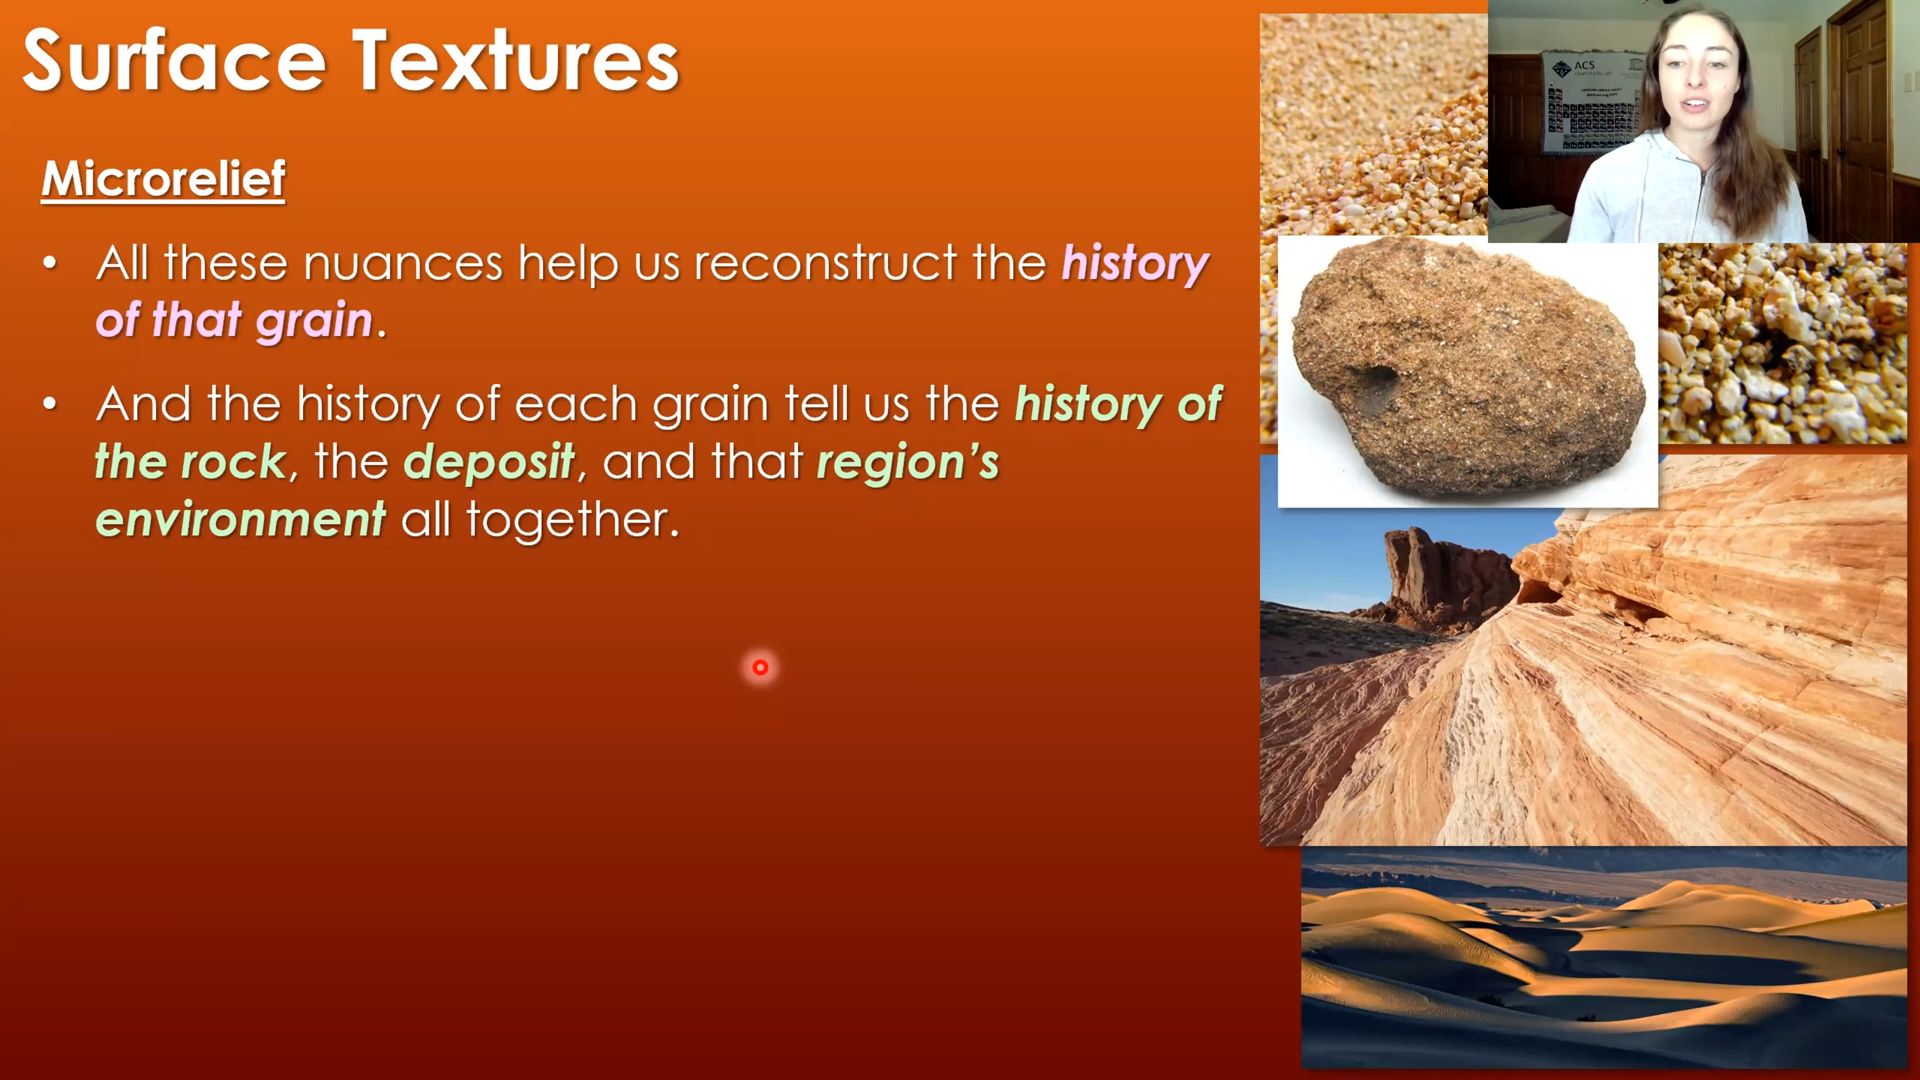 Surface Textures
Microrelief
• All these nuances help us reconstruct the history
of that grain.
• And the history of each grain tell us the history of
the rock, the deposit, and that region's
environment all together.
ACS